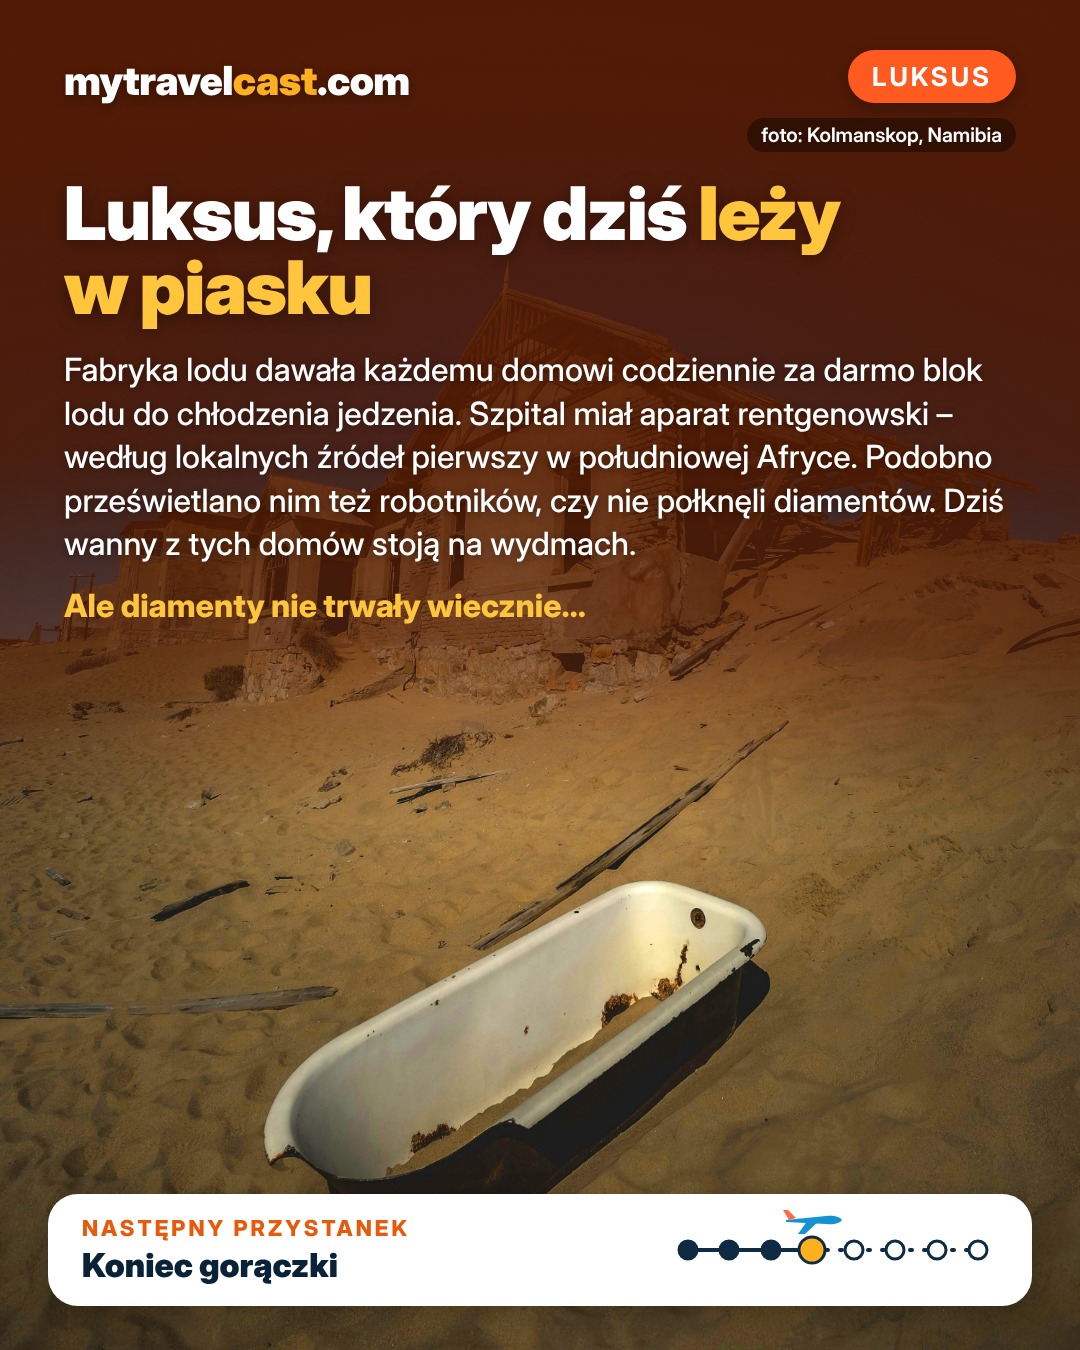 mytravelcast.com
LUKSUS
foto: Kolmanskop, Namibia
Luksus, który dziś leży
w piasku
Fabryka lodu dawała każdemu domowi codziennie za darmo blok
lodu do chłodzenia jedzenia. Szpital miał aparat rentgenowski –
według lokalnych źródeł pierwszy w południowej Afryce. Podobno
prześwietlano nim też robotników, czy nie połknęli diamentów. Dziś
wanny z tych domów stoją na wydmach.
Ale diamenty nie trwały wiecznie...
NASTĘPNY PRZYSTANEK
Koniec gorączki